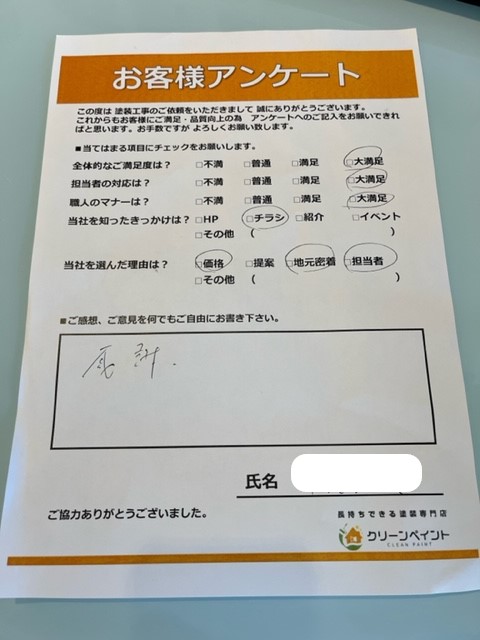 お客様アンケート
この度は 塗装工事のご依頼をいただきまして 誠にありがとうございます。
これからもお客様にご満足・品質向上の為 アンケートへのご記入をお願いできれ
ばと思います。お手数ですが よろしくお願い致します。
■当てはまる項目にチェックをお願いします。
全体的なご満足度は? □不満 □普通 □満足 □大満足
担当者の対応は? □不満 □普通 □満足 □大満足
職人のマナーは? □不満 □普通 □満足 □大満足
当社を知ったきっかけは? □HP □チラシ □紹介 □イベント
□その他 ( )
当社を選んだ理由は? □価格 □提案 □地元密着 □担当者
□その他 ( )
■ご感想、ご意見を何でもご自由にお書き下さい。
氏名
ご協力ありがとうございました。
長持ちできる塗装専門店
クリーンペイント
CLEAN PAINT